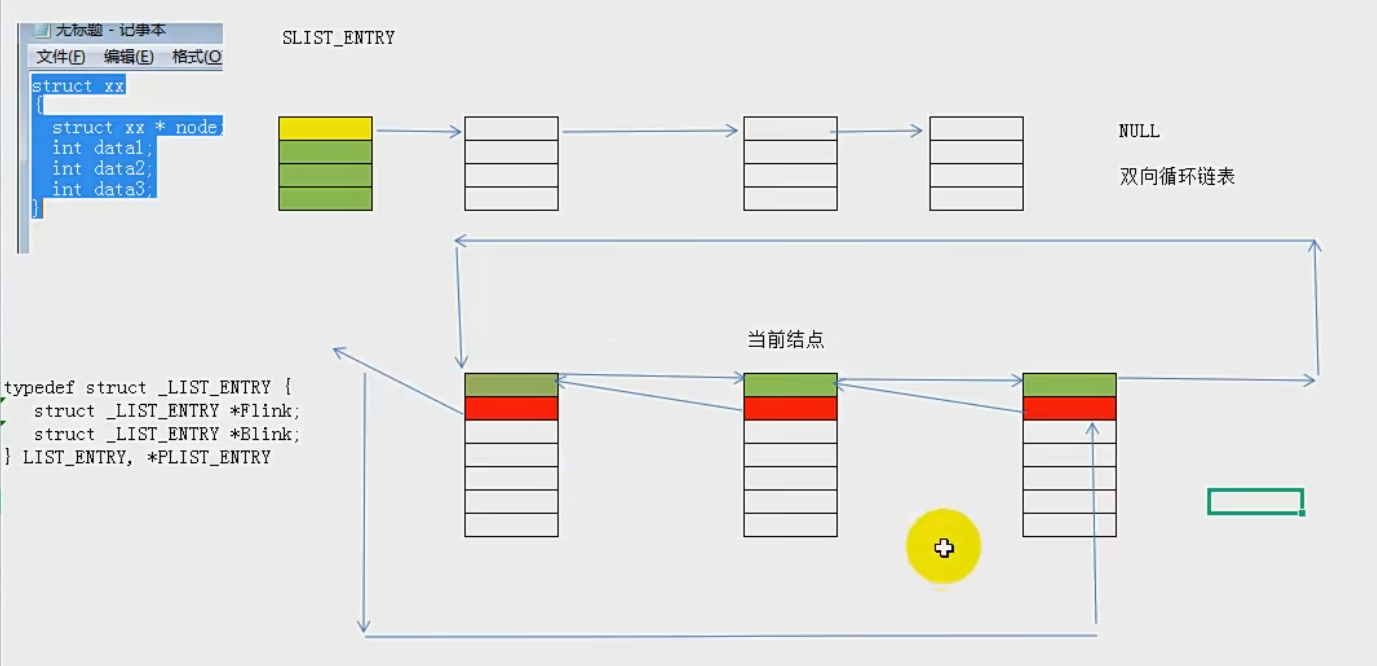 无标题 - 记事本
文件(F) 编辑(E) 格式(O
struct xx
{
struct xx * node;
int data1;
int data2;
int data3;
}
SLIST_ENTRY
NULL
双向循环链表
当前结点
typedef struct _LIST_ENTRY {
struct _LIST_ENTRY *Flink;
struct _LIST_ENTRY *Blink;
} LIST_ENTRY, *PLIST_ENTRY